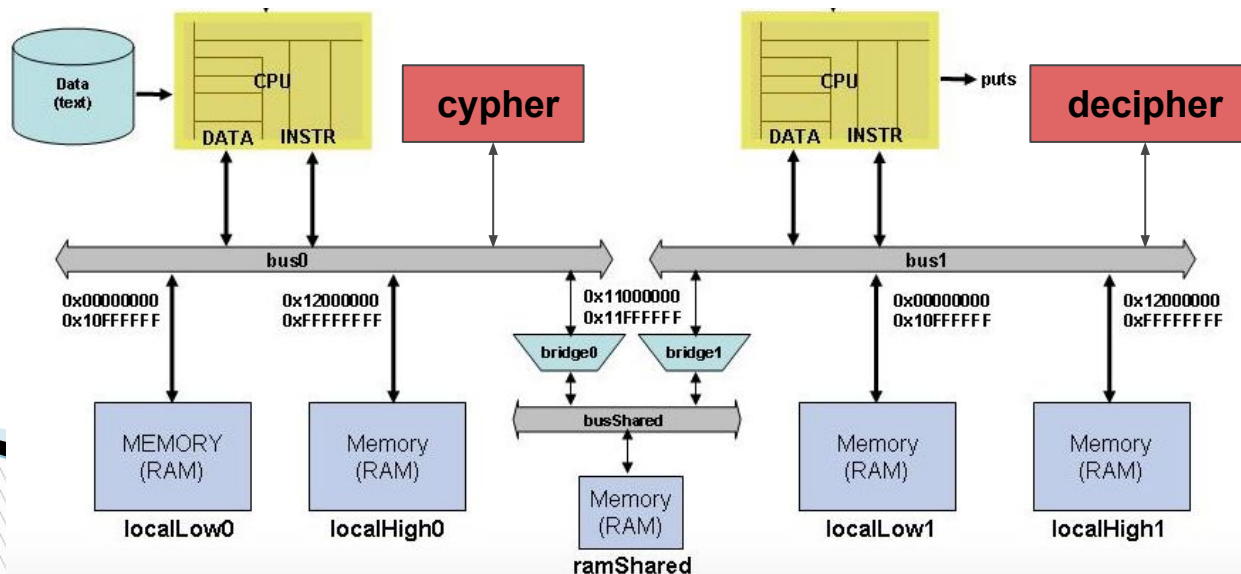 Data
(text)
CPU
DATA
INSTR
cypher
CPU
DATA
INSTR
puts
decipher
bus0
bus1
0x00000000
0x10FFFFFF
0x12000000
0xFFFFFFFF
0x11000000
0x11FFFFFF
0x00000000
0x10FFFFFF
0x12000000
0xFFFFFFFF
bridge0
bridge1
busShared
MEMORY
(RAM)
localLow0
Memory
(RAM)
localHigh0
Memory
(RAM)
ramShared
Memory
(RAM)
localLow1
Memory
(RAM)
localHigh1